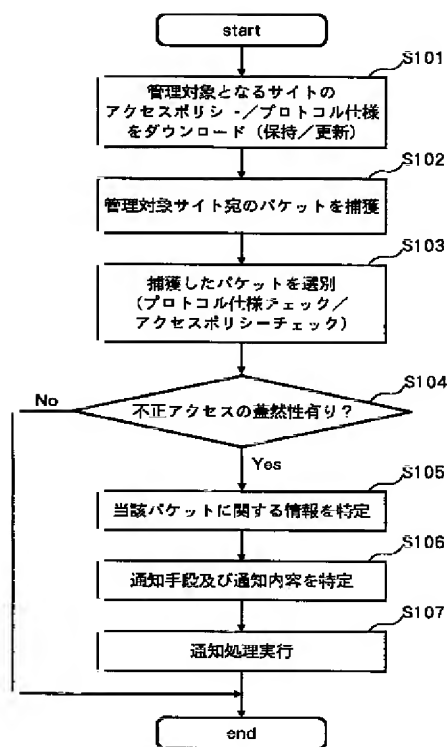 start
S101
管理対象となるサイトの
アクセスポリシー／プロトコル仕様
をダウンロード（保持／更新）
S102
管理対象サイト宛のパケットを捕獲
S103
捕獲したパケットを選別
（プロトコル仕様チェック／
アクセスポリシーチェック）
S104
No
不正アクセスの蓋然性有り？
Yes
S105
当該パケットに関する情報を特定
S106
通知手段及び通知内容を特定
S107
通知処理実行
end